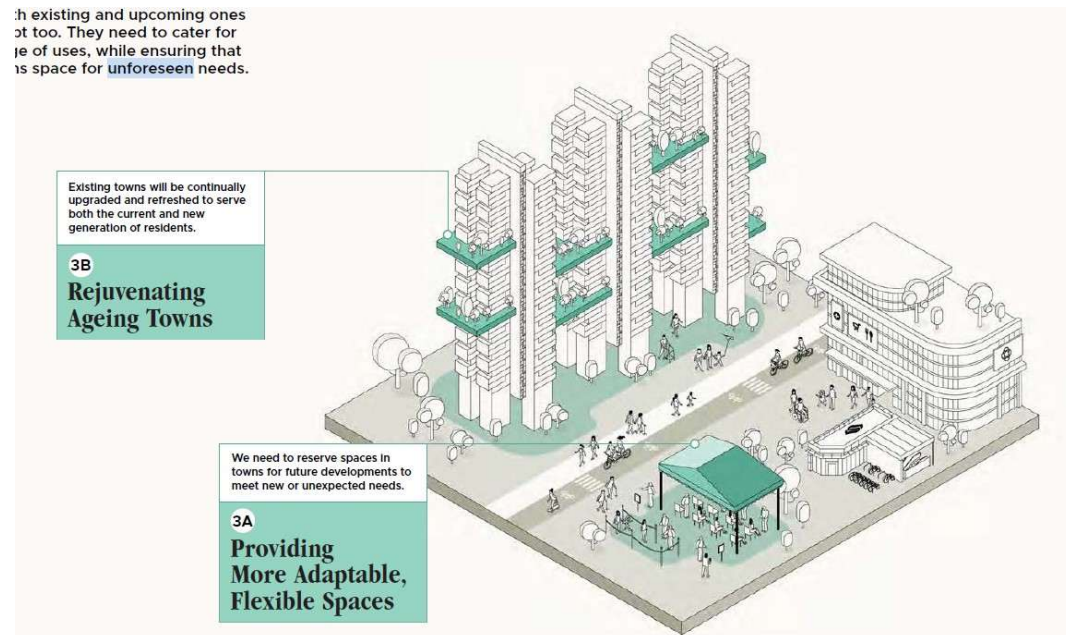 existing and upcoming ones
too. They need to cater for
of uses, while ensuring that
space for unforeseen needs.
Existing towns will be continually
upgraded and refreshed to serve
both the current and new
generation of residents.
3B
Rejuvenating
Ageing Towns
We need to reserve spaces in
towns for future developments to
meet new or unexpected needs.
3A
Providing
More Adaptable,
Flexible Spaces